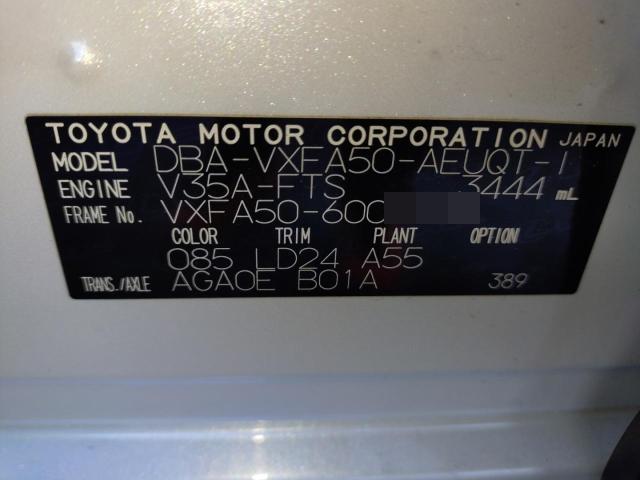 TOYOTA MOTOR CORPORATION JAPAN
MODEL DBA-VXFA50-AEUQT-I
ENGINE V35A-FTS 3444 mL
FRAME No. VXFA50-600
COLOR TRIM PLANT OPTION
085 LD24 A55
TRANS./AXLE AGA0E B01A 389